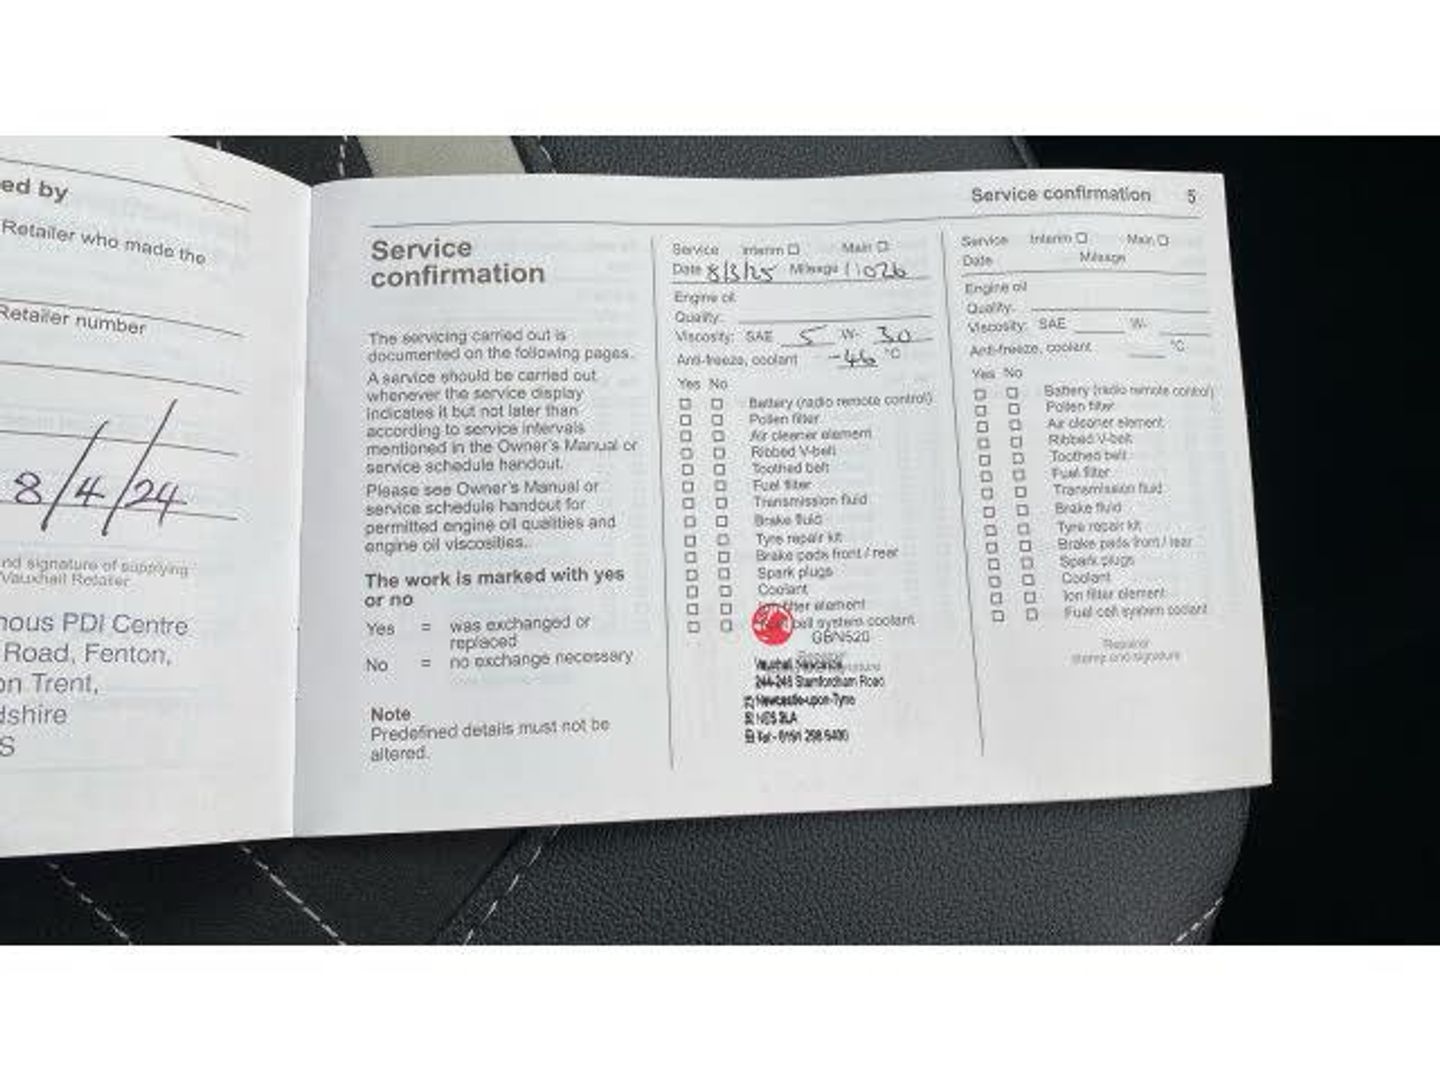 ed by
Retailer who made the
Retailer number
8/4/24
nd signature of supplying
Vauxhall Retailer
nous PDI Centre
Road, Fenton,
on Trent,
dshire
S
Service confirmation 5
Service
confirmation
The servicing carried out is
documented on the following pages.
A service should be carried out
whenever the service display
indicates it but not later than
according to service intervals
mentioned in the Owner's Manual or
service schedule handout.
Please see Owner's Manual or
service schedule handout for
permitted engine oil qualities and
engine oil viscosities.
The work is marked with yes
or no
Yes = was exchanged or
replaced
No = no exchange necessary
Note
Predefined details must not be
altered.
Service Interim Main
Date 8/3/25 Mileage 11026
Engine oil
Quality:
Viscosity: SAE 5 W- 30
Anti-freeze, coolant -46 °C
Yes No
Battery (radio remote control)
Pollen filter
Air cleaner element
Ribbed V-belt
Toothed belt
Fuel filter
Transmission fluid
Brake fluid
Tyre repair kit
Brake pads front / rear
Spark plugs
Coolant
Ion filter element
Fuel cell system coolant
GBN520
Vauxhall Newcastle
244-246 Stamfordham Road
Newcastle-upon-Tyne
NE5 3LA
Service Interim Main
Date Mileage
Engine oil
Quality:
Viscosity: SAE W-
Anti-freeze, coolant °C
Yes No
Battery (radio remote control)
Pollen filter
Air cleaner element
Ribbed V-belt
Toothed belt
Fuel filter
Transmission fluid
Brake fluid
Tyre repair kit
Brake pads front / rear
Spark plugs
Coolant
Ion filter element
Fuel cell system coolant
Repairer
stamp and signature